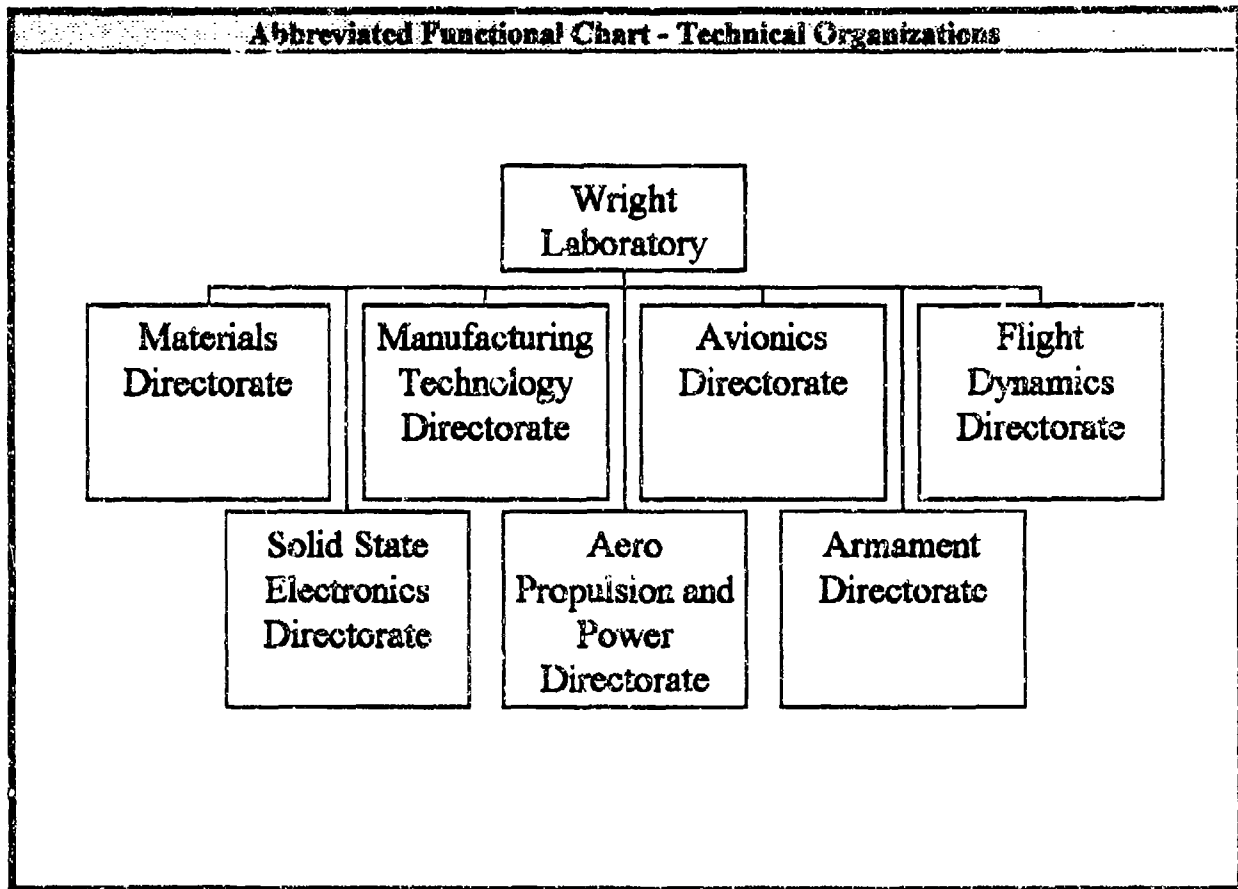 Abbreviated Functional Chart - Technical Organizations
Wright
Laboratory
Materials
Directorate
Manufacturing
Technology
Directorate
Avionics
Directorate
Flight
Dynamics
Directorate
Solid State
Electronics
Directorate
Aero
Propulsion and
Power
Directorate
Armament
Directorate